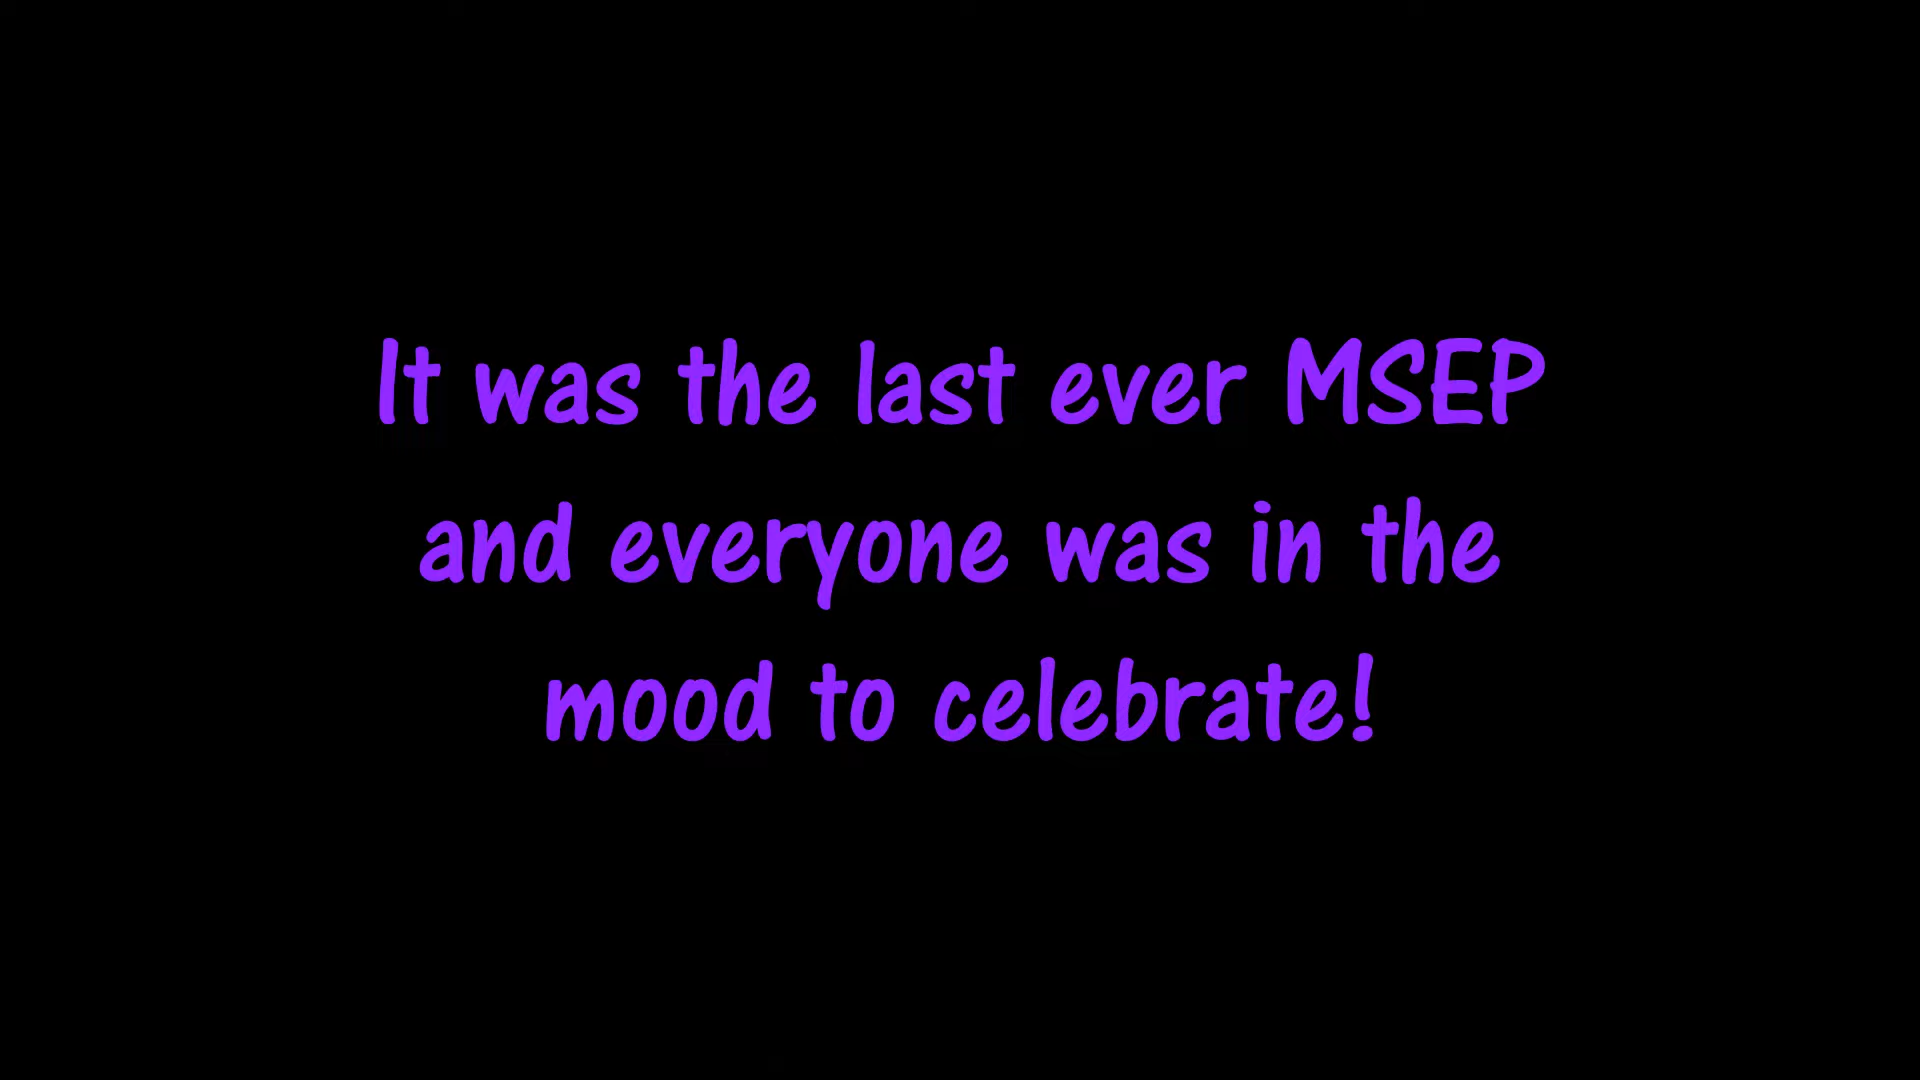 It was the last ever MSEP
and everyone was in the
mood to celebrate!